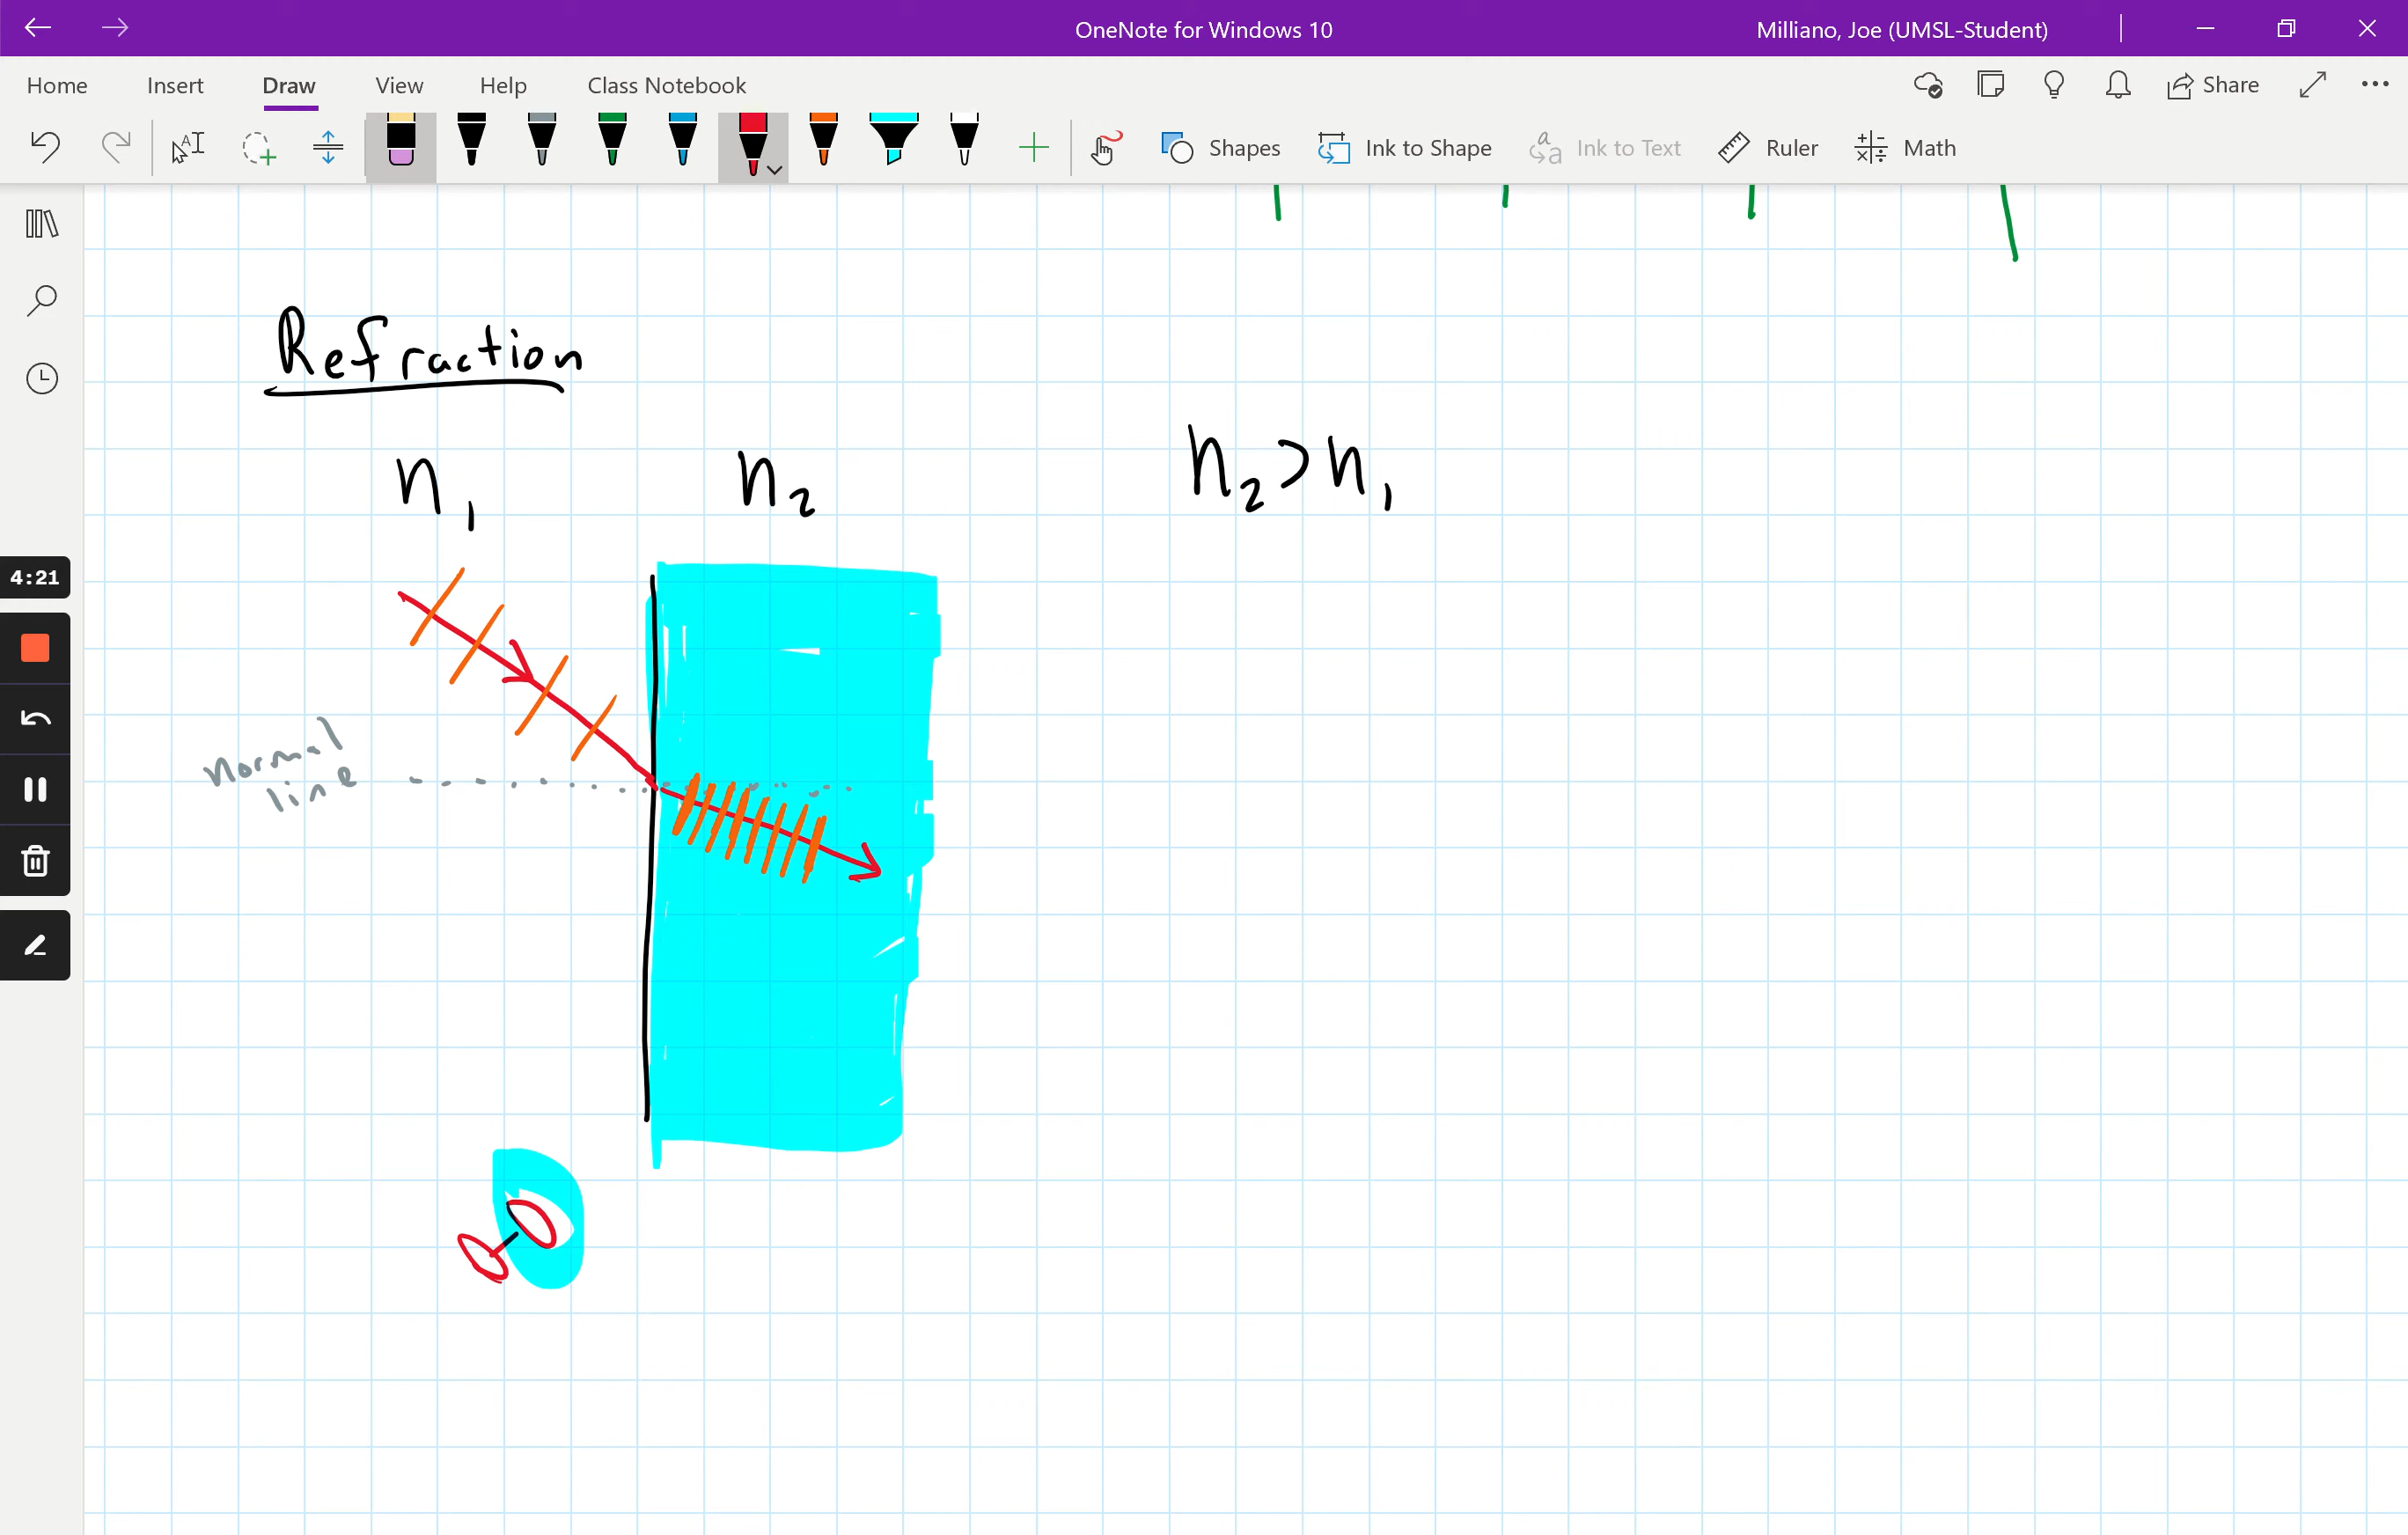 OneNote for Windows 10
Milliano, Joe (UMSL-Student)
Home Insert Draw View Help Class Notebook Share
Shapes Ink to Shape Ink to Text Ruler Math
Refraction
n₁ n₂ n₂>n₁
4:21
normal
line